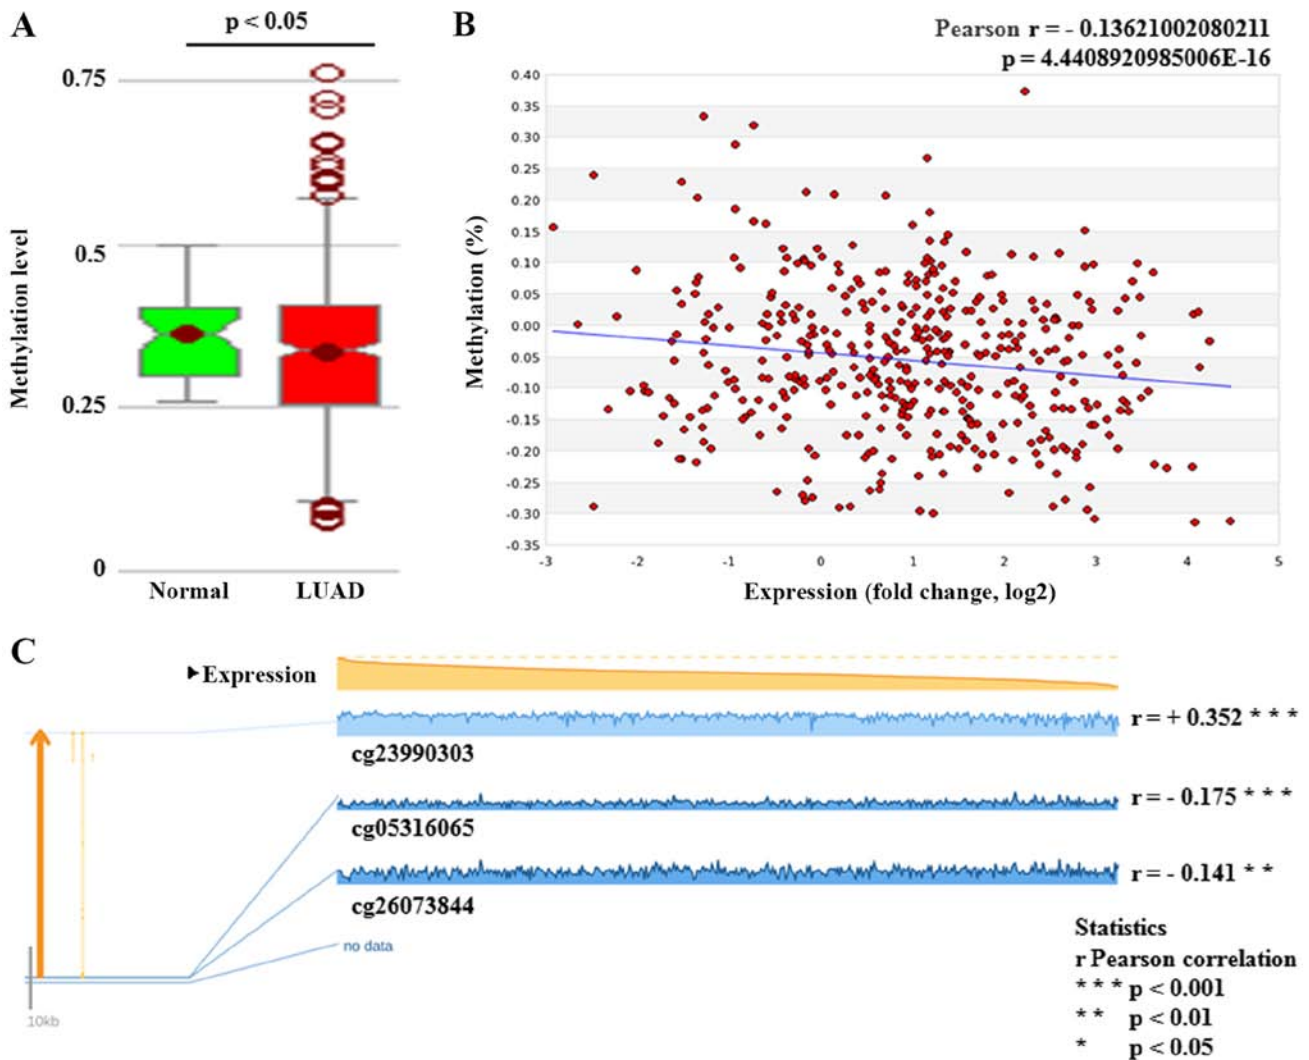 A
p < 0.05
0.75
0.5
0.25
0
Methylation level
Normal
LUAD
B
Pearson r = - 0.13621002080211
p = 4.4408920985006E-16
0.40
0.35
0.30
0.25
0.20
0.15
0.10
0.05
0.00
0.05
-0.10
-0.15
-0.20
-0.25
-0.30
-0.35
Methylation (%)
-3
-2
-1
0
1
2
3
4
5
Expression (fold change, log2)
C
Expression
r = + 0.352 * * *
cg23990303
r = - 0.175 * * *
cg05316065
r = - 0.141 * *
cg26073844
no data
10kb
Statistics
r Pearson correlation
* * * p < 0.001
* * p < 0.01
* p < 0.05